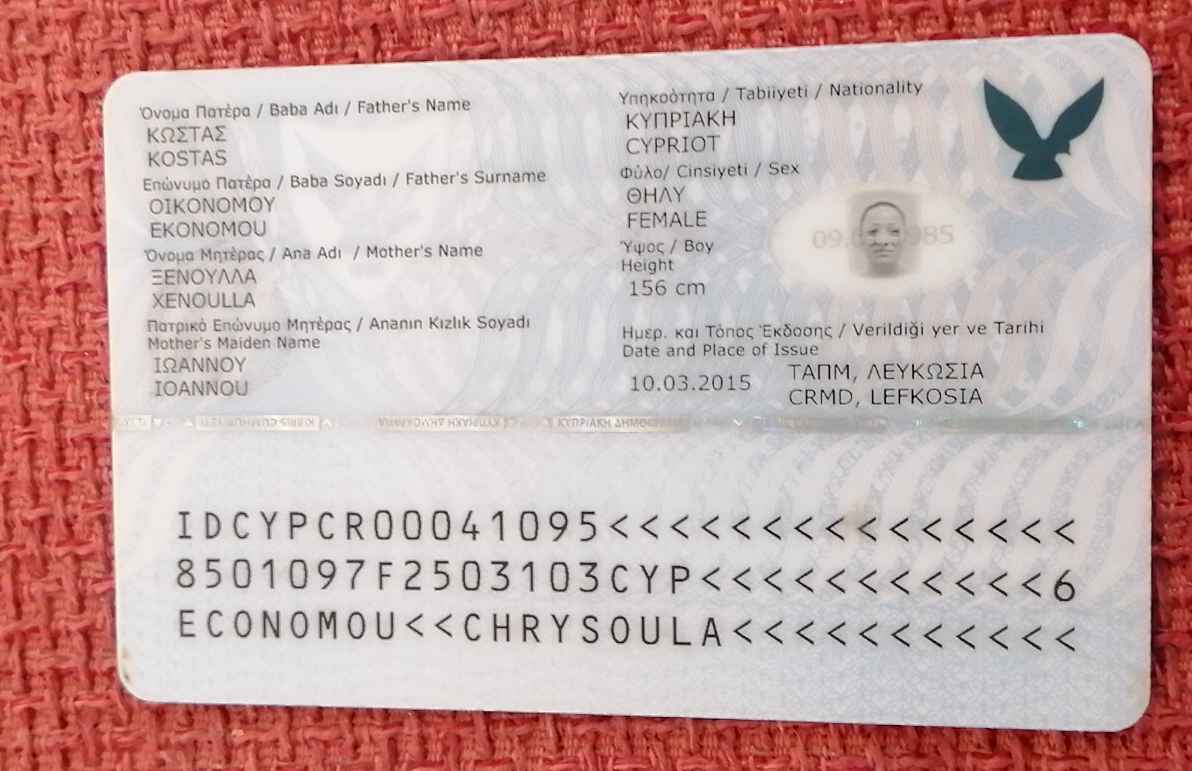 Όνομα Πατέρα / Baba Adı / Father's Name
ΚΩΣΤΑΣ
KOSTAS
Επώνυμο Πατέρα / Baba Soyadı / Father's Surname
ΟΙΚΟΝΟΜΟΥ
EKONOMOU
Όνομα Μητέρας / Ana Adı / Mother's Name
ΞΕΝΟΥΛΛΑ
XENOULLA
Πατρικό Επώνυμο Μητέρας / Ananın Kızlık Soyadı
Mother's Maiden Name
ΙΩΑΝΝΟΥ
IOANNOU
Υπηκοότητα / Tabiiyeti / Nationality
ΚΥΠΡΙΑΚΗ
CYPRIOT
Φύλο/ Cinsiyeti / Sex
ΘΗΛΥ
FEMALE
Ύψος / Boy
Height
156 cm
Ημερ. και Τόπος Έκδοσης / Verildiği yer ve Tarihi
Date and Place of Issue
10.03.2015 ΤΑΠΜ, ΛΕΥΚΩΣΙΑ
CRMD, LEFKOSIA
ΚΥΠΡΙΑΚΗ ΔΗΜΟΚΡΑΤΙΑ
IDCYPCR00041095<<<<<<<<<<<<<<<
8501097F2503103CYP<<<<<<<<<<<6
ECONOMOU<<CHRYSOULA<<<<<<<<<<<